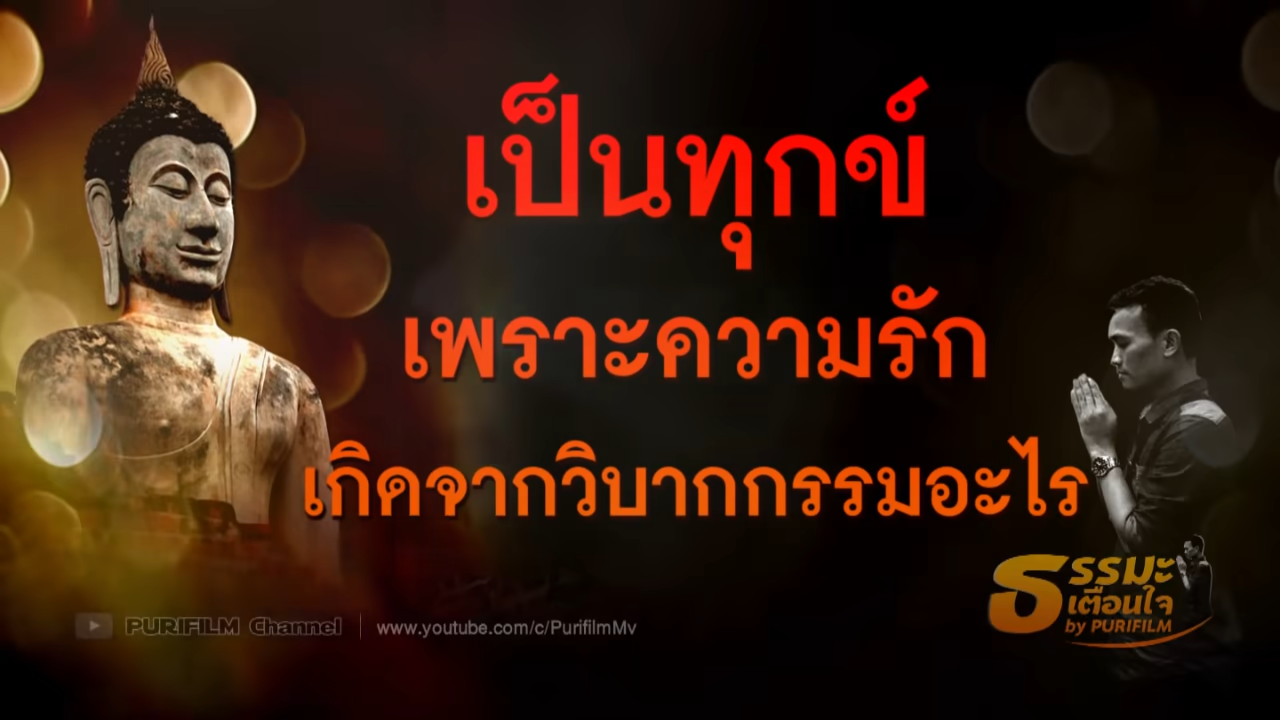 เป็นทุกข์
เพราะความรัก
เกิดจากวิบากกรรมอะไร
ธรรมะ
เตือนใจ
by PURIFILM
PURIFILM Channel | www.youtube.com/c/PurifilmMv